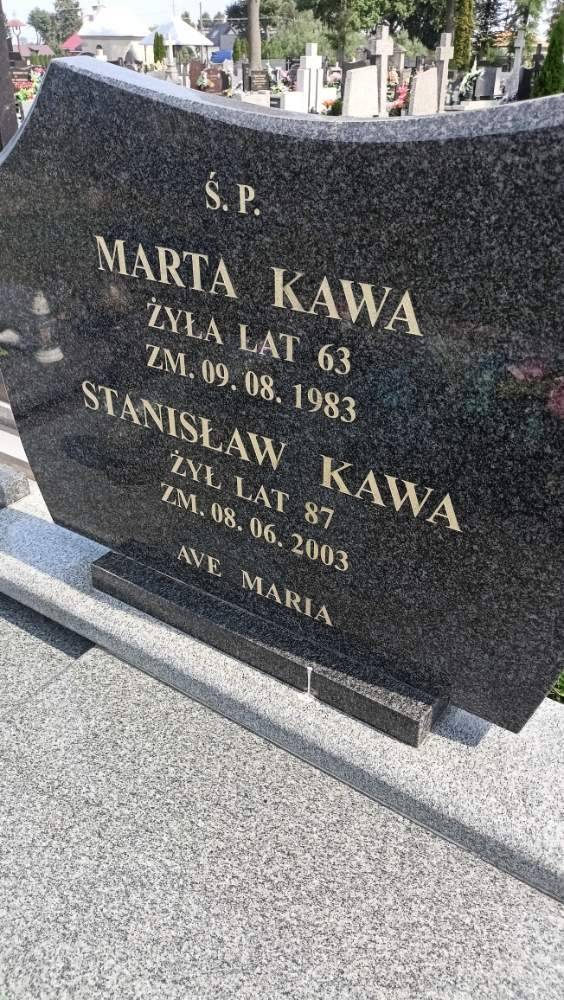 Ś. P.
MARTA KAWA
ŻYŁA LAT 63
ZM. 09. 08. 1983
STANISŁAW KAWA
ŻYŁ LAT 87
ZM. 08. 06. 2003
AVE MARIA